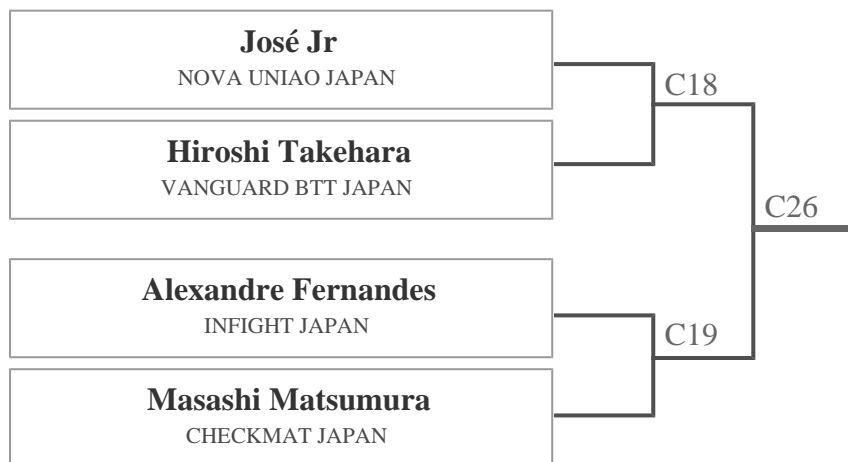 José Jr
NOVA UNIAO JAPAN
C18
Hiroshi Takehara
VANGUARD BTT JAPAN
C26
Alexandre Fernandes
INFIGHT JAPAN
C19
Masashi Matsumura
CHECKMAT JAPAN